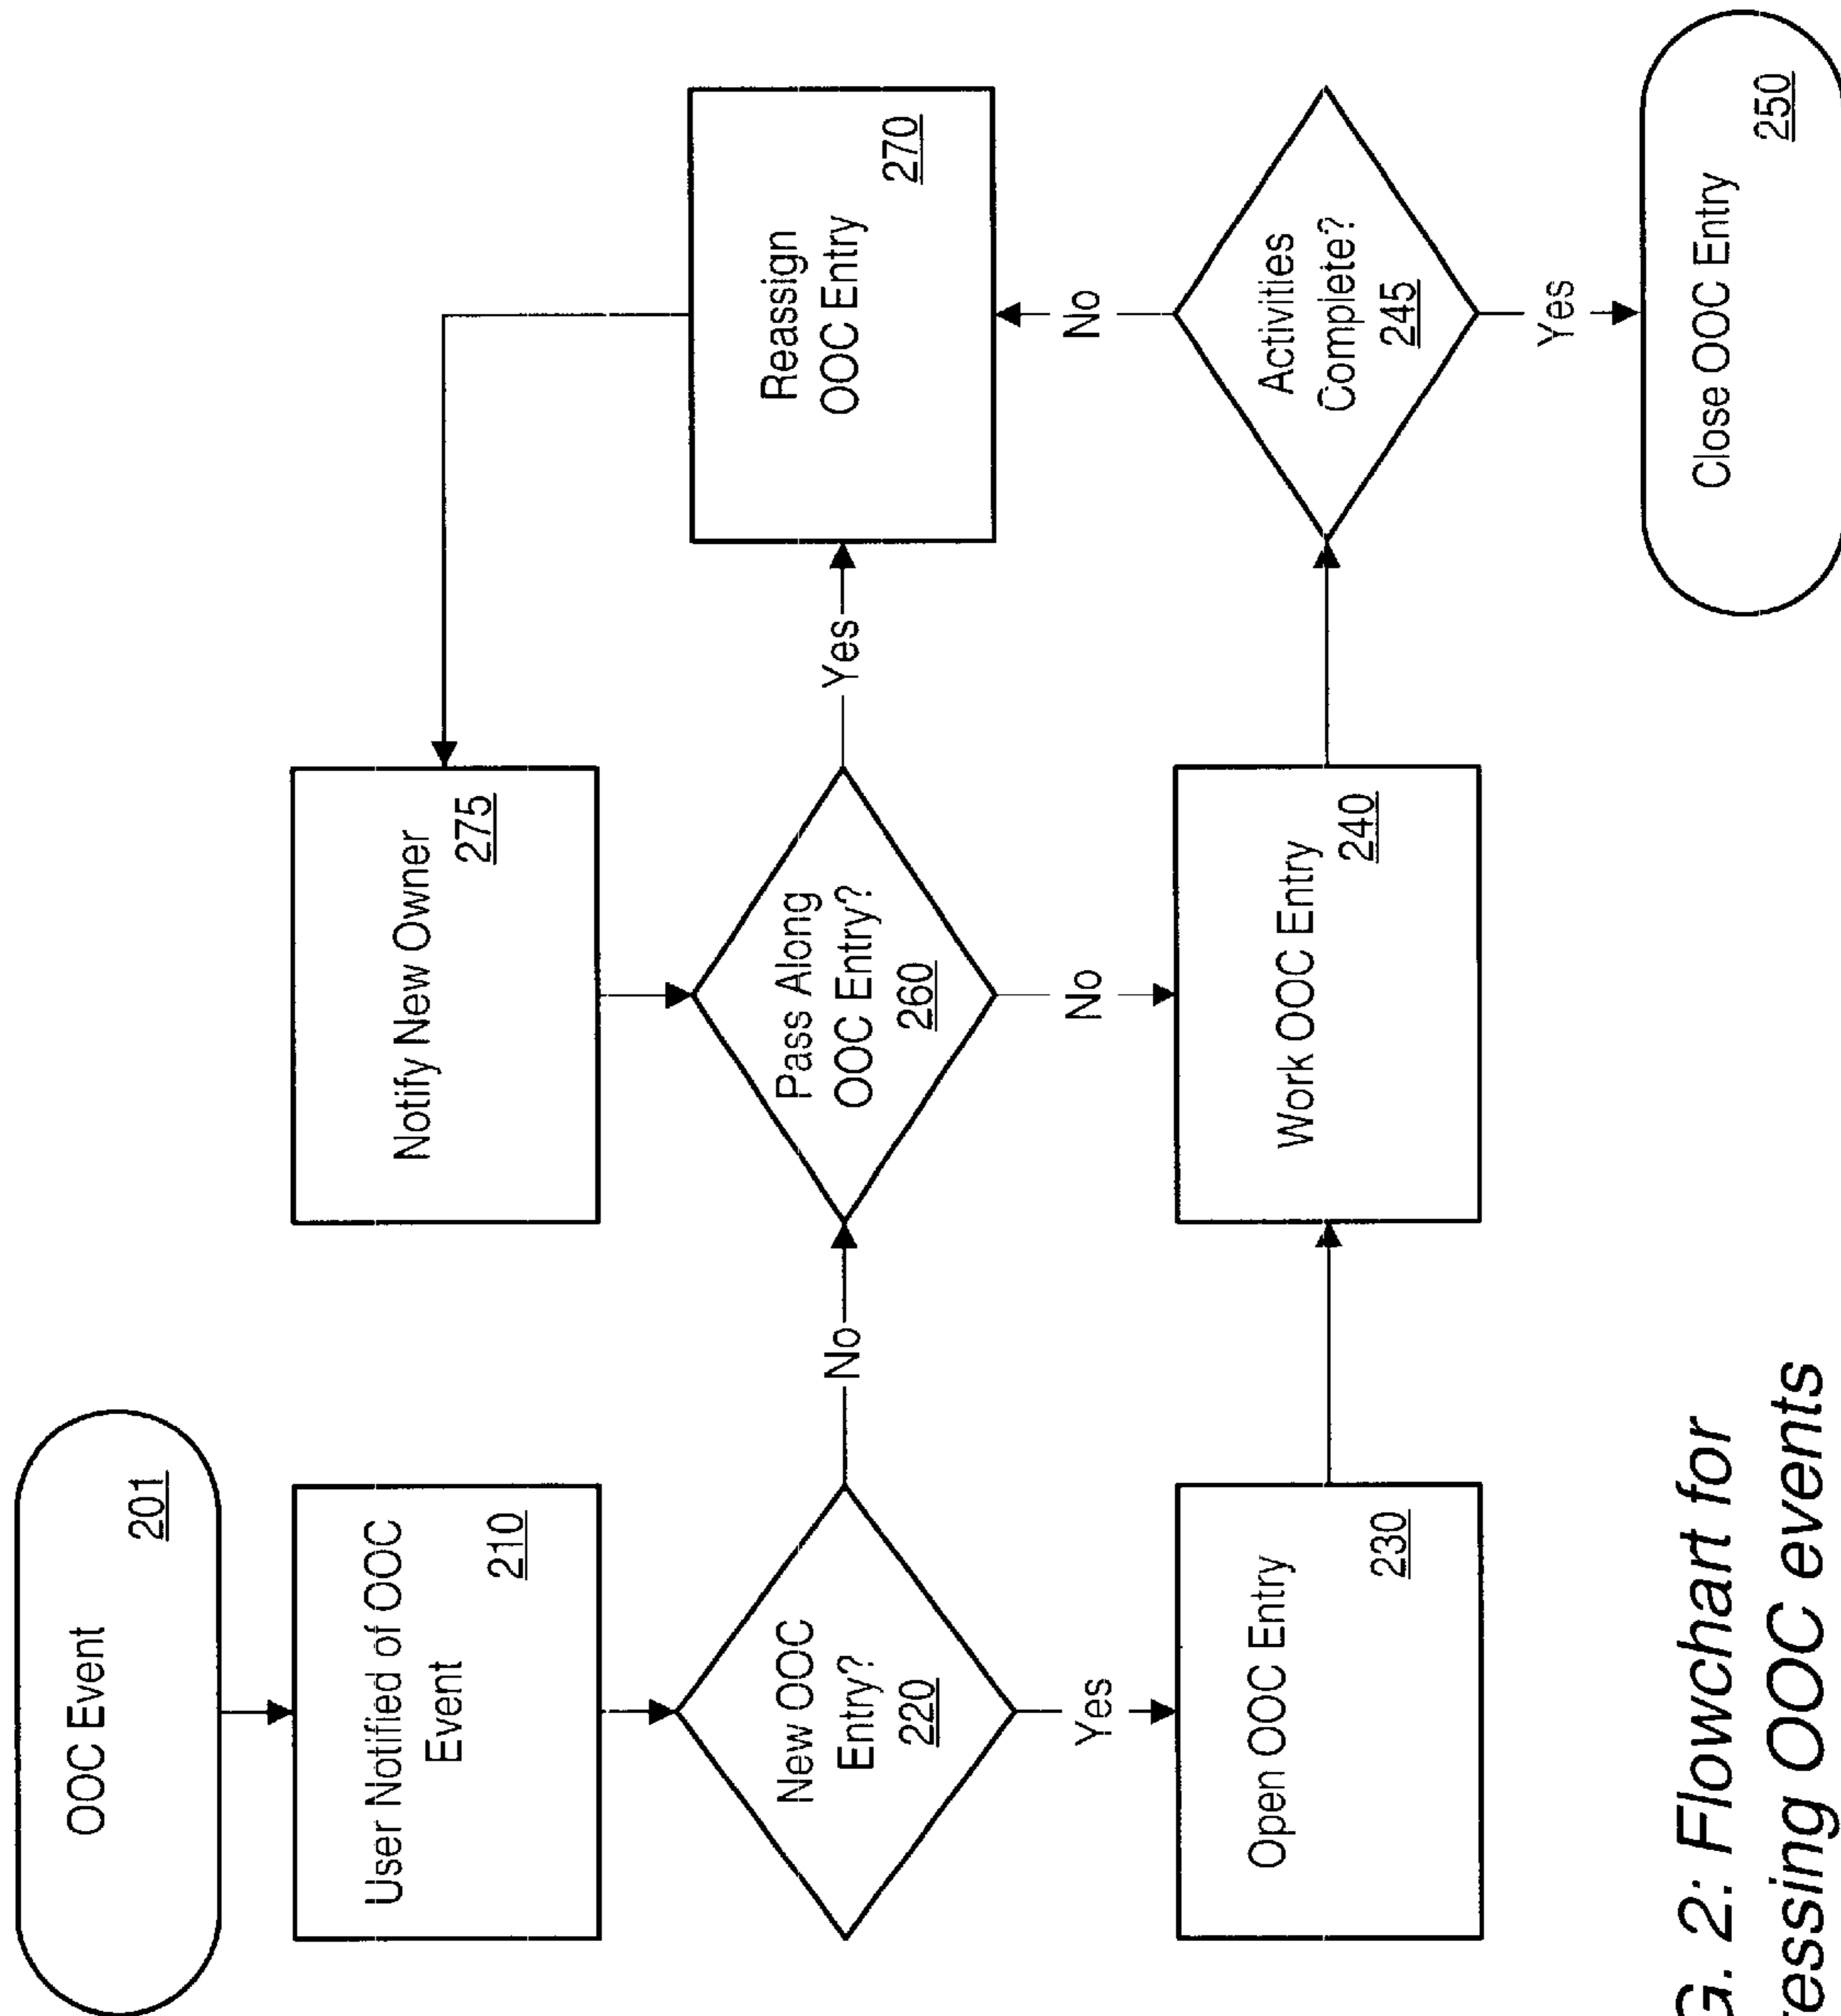 OOC Event
201
User Notified of OOC
Event
210
New OOC
Entry?
220
No
Yes
Open OOC Entry
230
Notify New Owner
275
Pass Along
OOC Entry?
260
Yes
No
Work OOC Entry
240
Reassign
OOC Entry
270
No
Activities
Complete?
245
Yes
Close OOC Entry
250
2: Flowchart for
OOC events